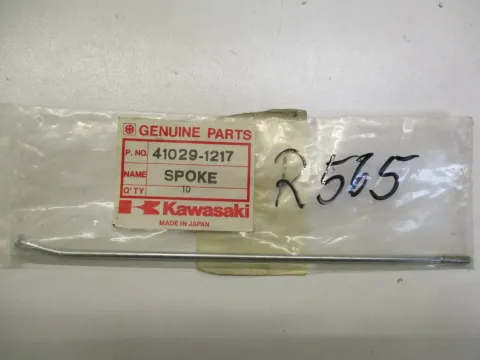 GENUINE PARTS
P. NO. 41029-1217
NAME SPOKE
Q'TY 10
Kawasaki
MADE IN JAPAN
R 565